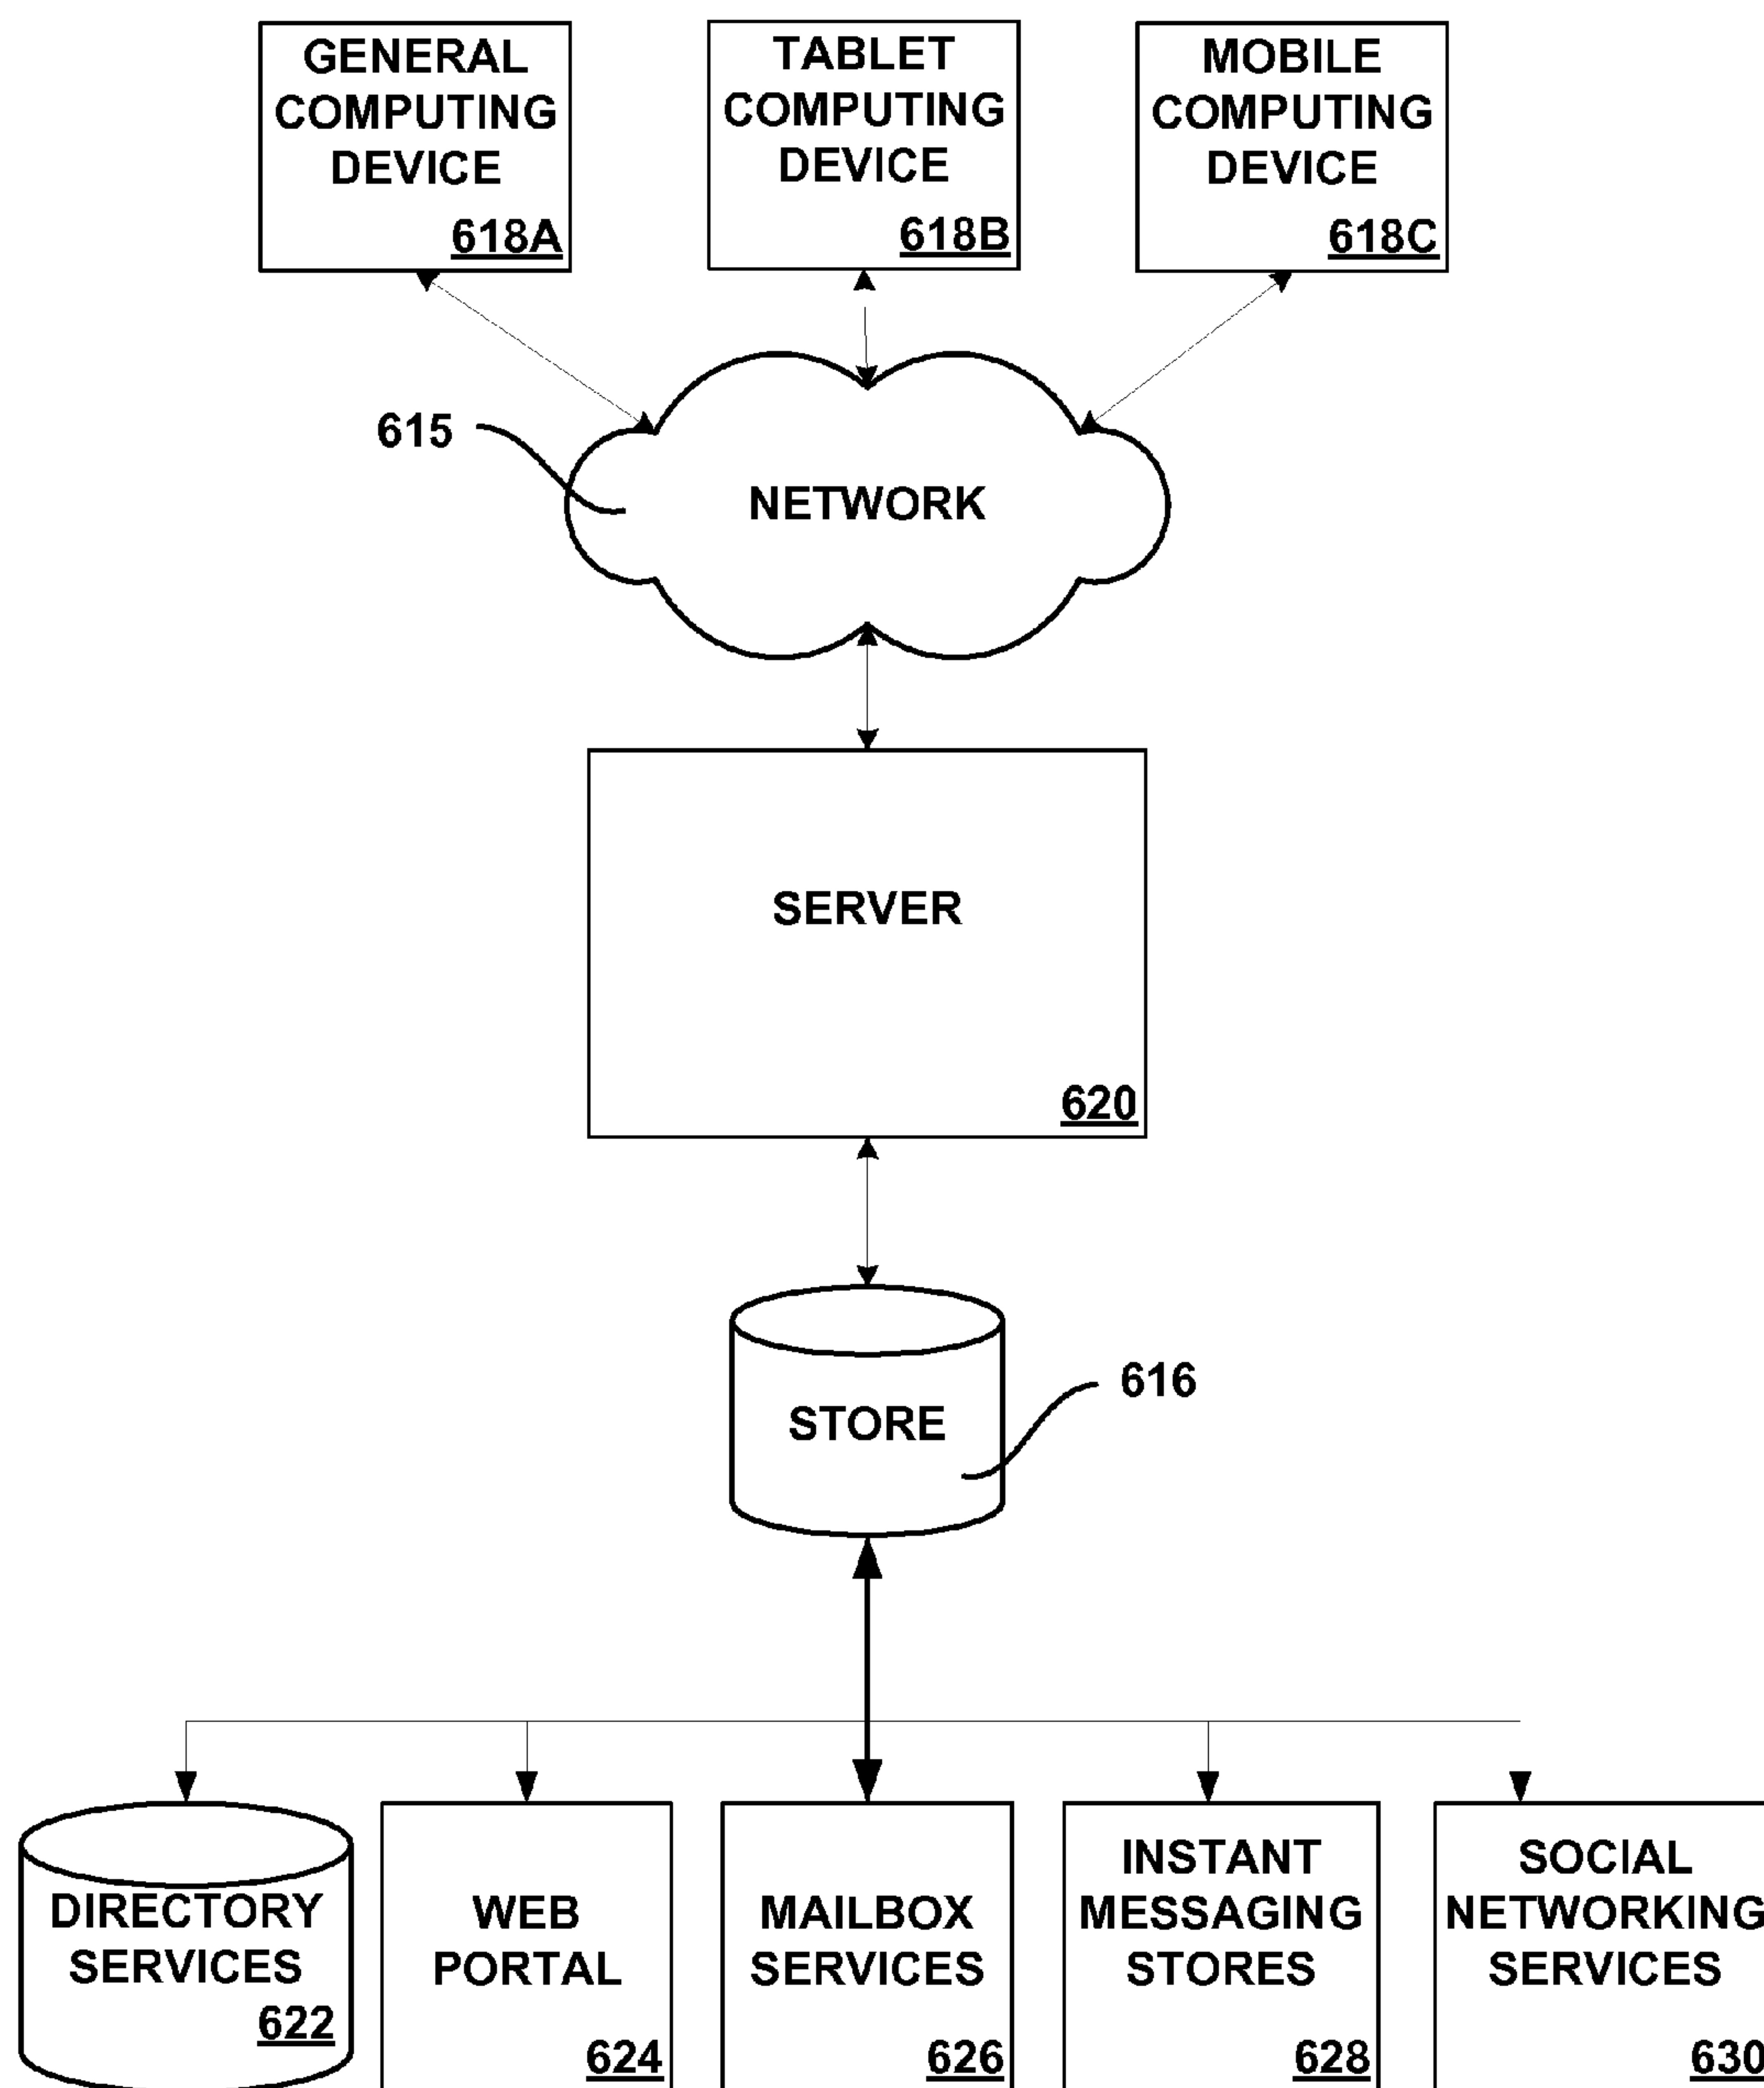 GENERAL
COMPUTING
DEVICE
618A
TABLET
COMPUTING
DEVICE
618B
MOBILE
COMPUTING
DEVICE
618C
615
NETWORK
SERVER
620
616
STORE
DIRECTORY
SERVICES
622
WEB
PORTAL
624
MAILBOX
SERVICES
626
INSTANT
MESSAGING
STORES
628
SOCIAL
NETWORKING
SERVICES
630